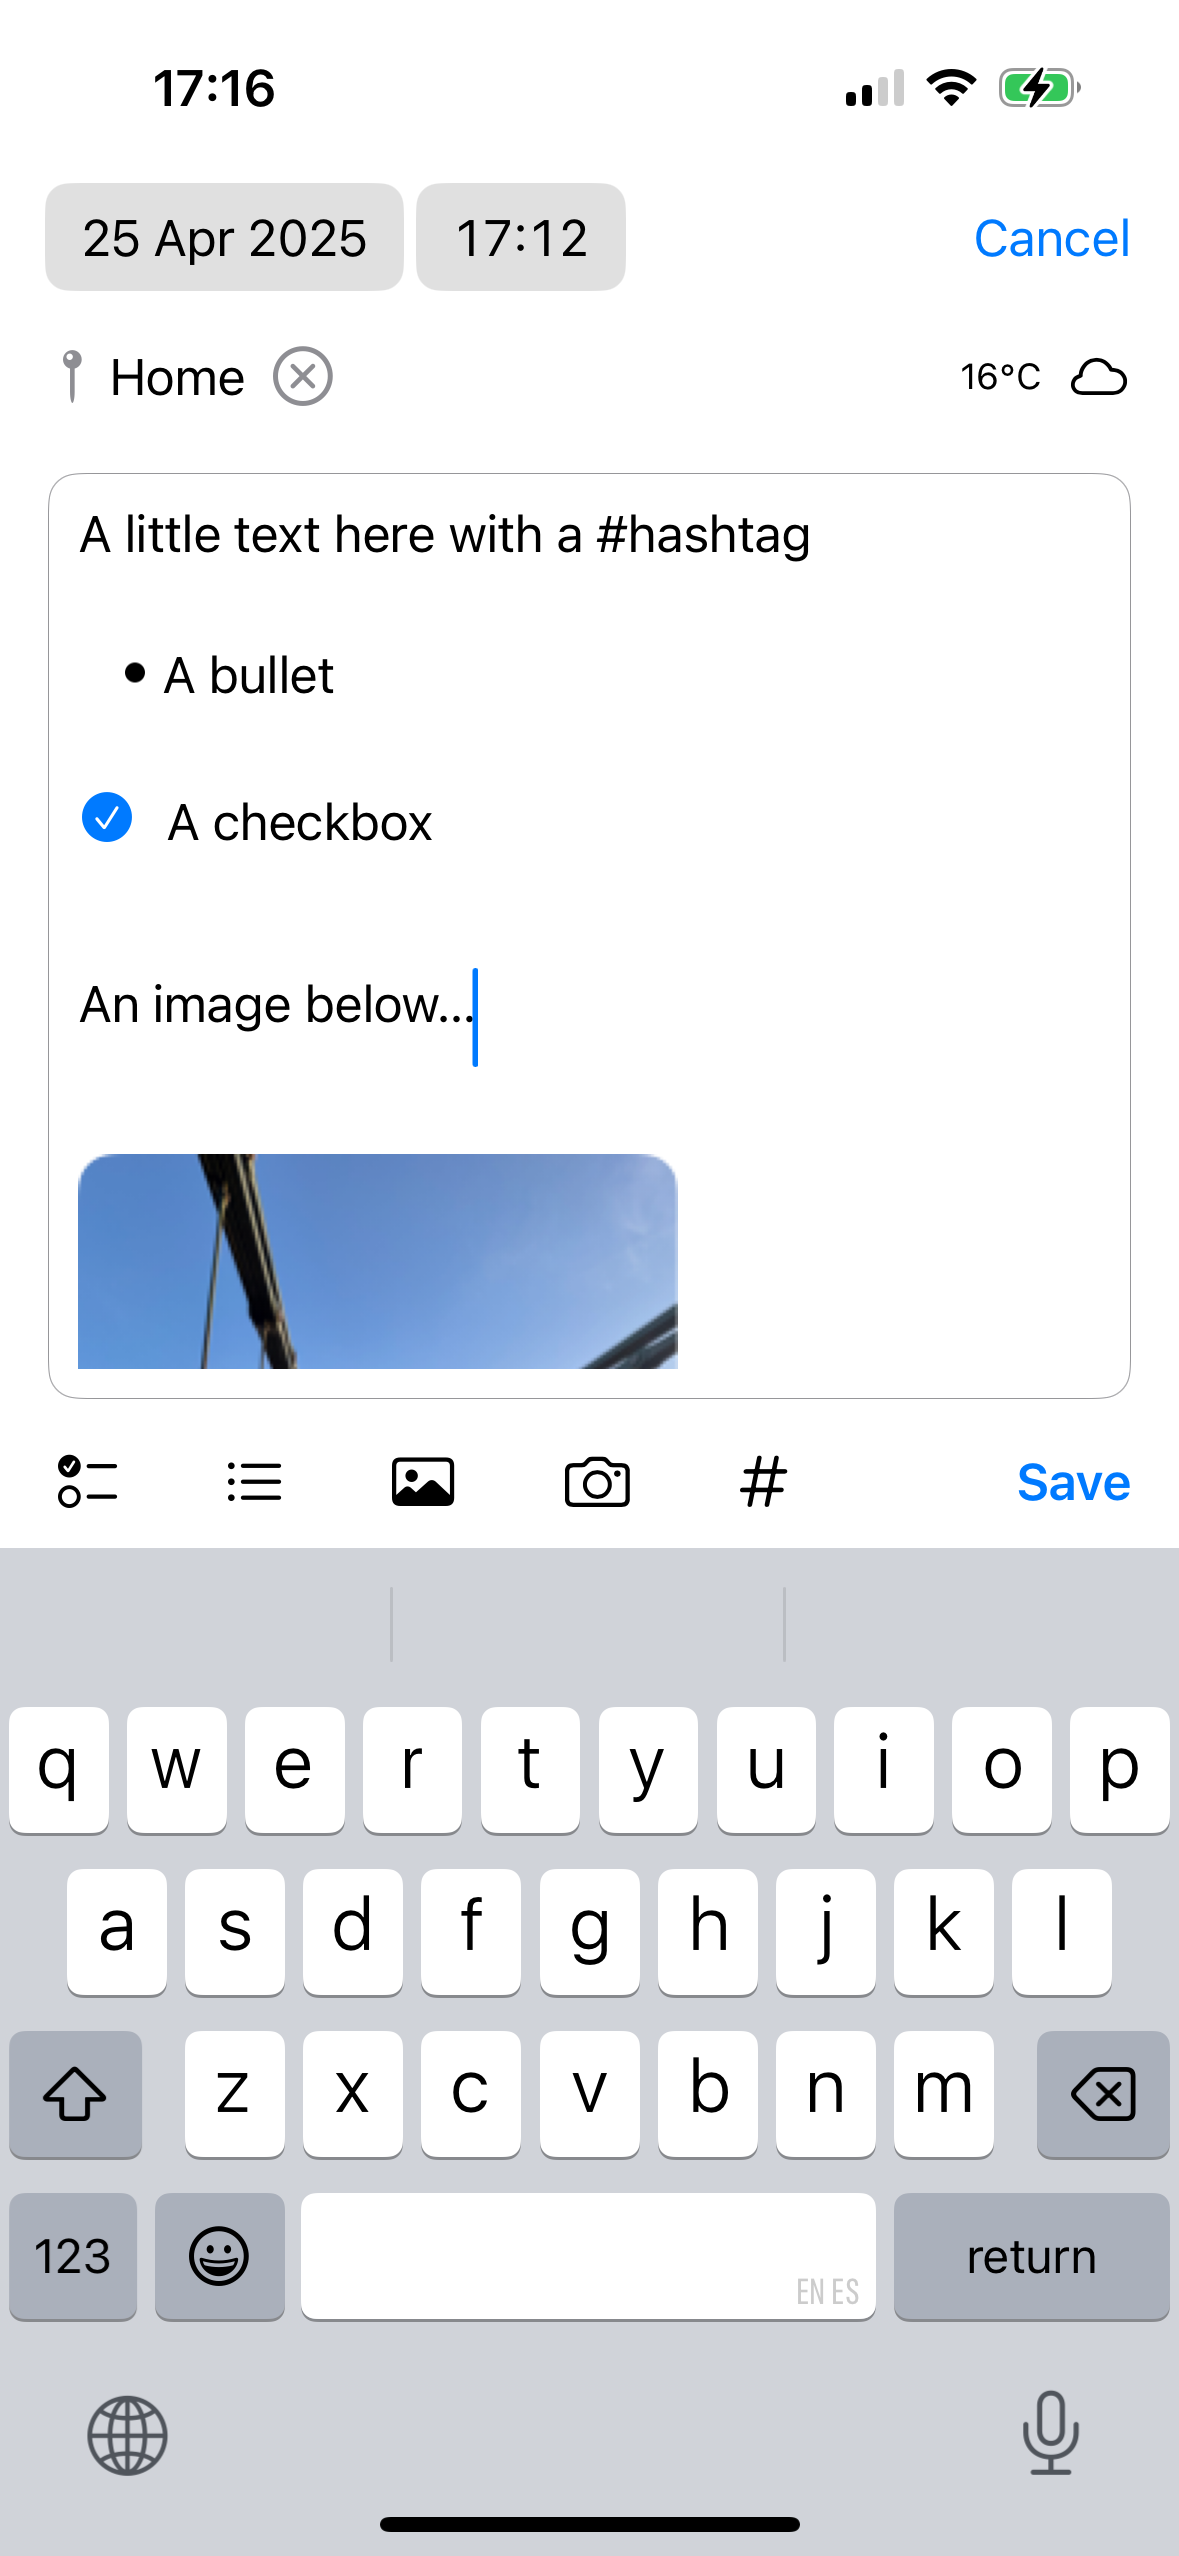 17:16
25 Apr 2025 17:12 Cancel
Home 16°C
A little text here with a #hashtag
• A bullet
A checkbox
An image below...
# Save
q w e r t y u i o p
a s d f g h j k l
z x c v b n m
123 EN ES return